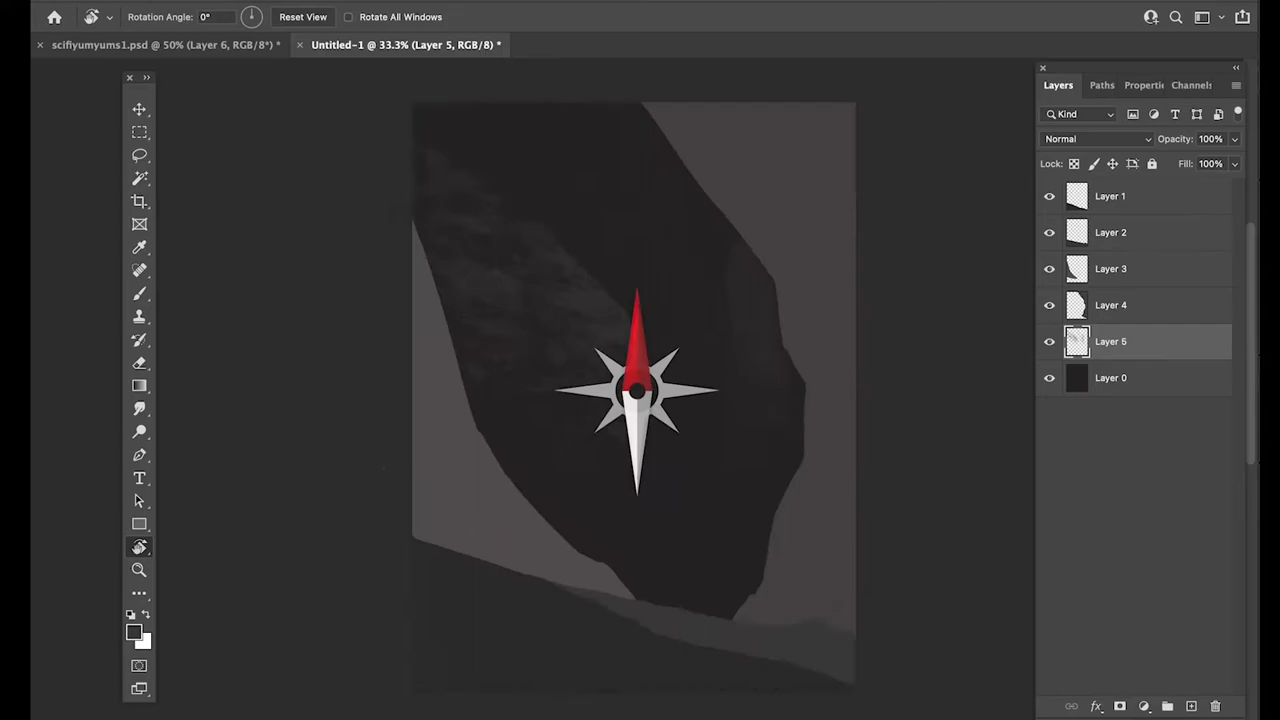 Rotation Angle: 0° Reset View Rotate All Windows
scifiyumyums1.psd @ 50% (Layer 6, RGB/8*) *
Untitled-1 @ 33.3% (Layer 5, RGB/8) *
Layers Paths Properti Channels
Kind
Normal Opacity: 100%
Lock: Fill: 100%
Layer 1
Layer 2
Layer 3
Layer 4
Layer 5
Layer 0